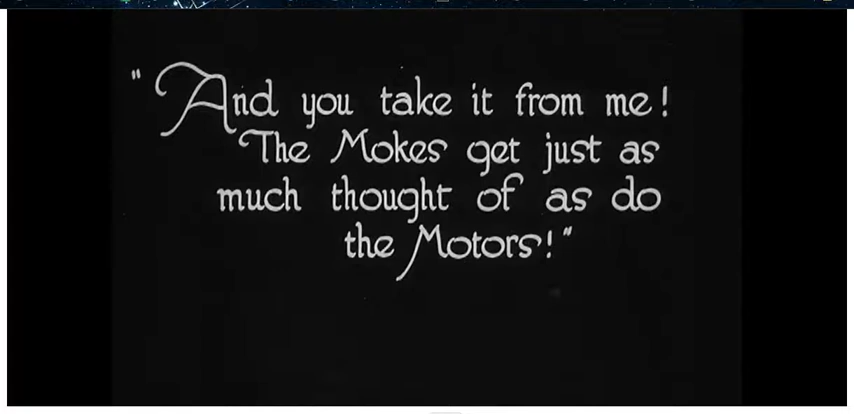 "And you take it from me!
The Mokes get just as
much thought of as do
the Motors!"